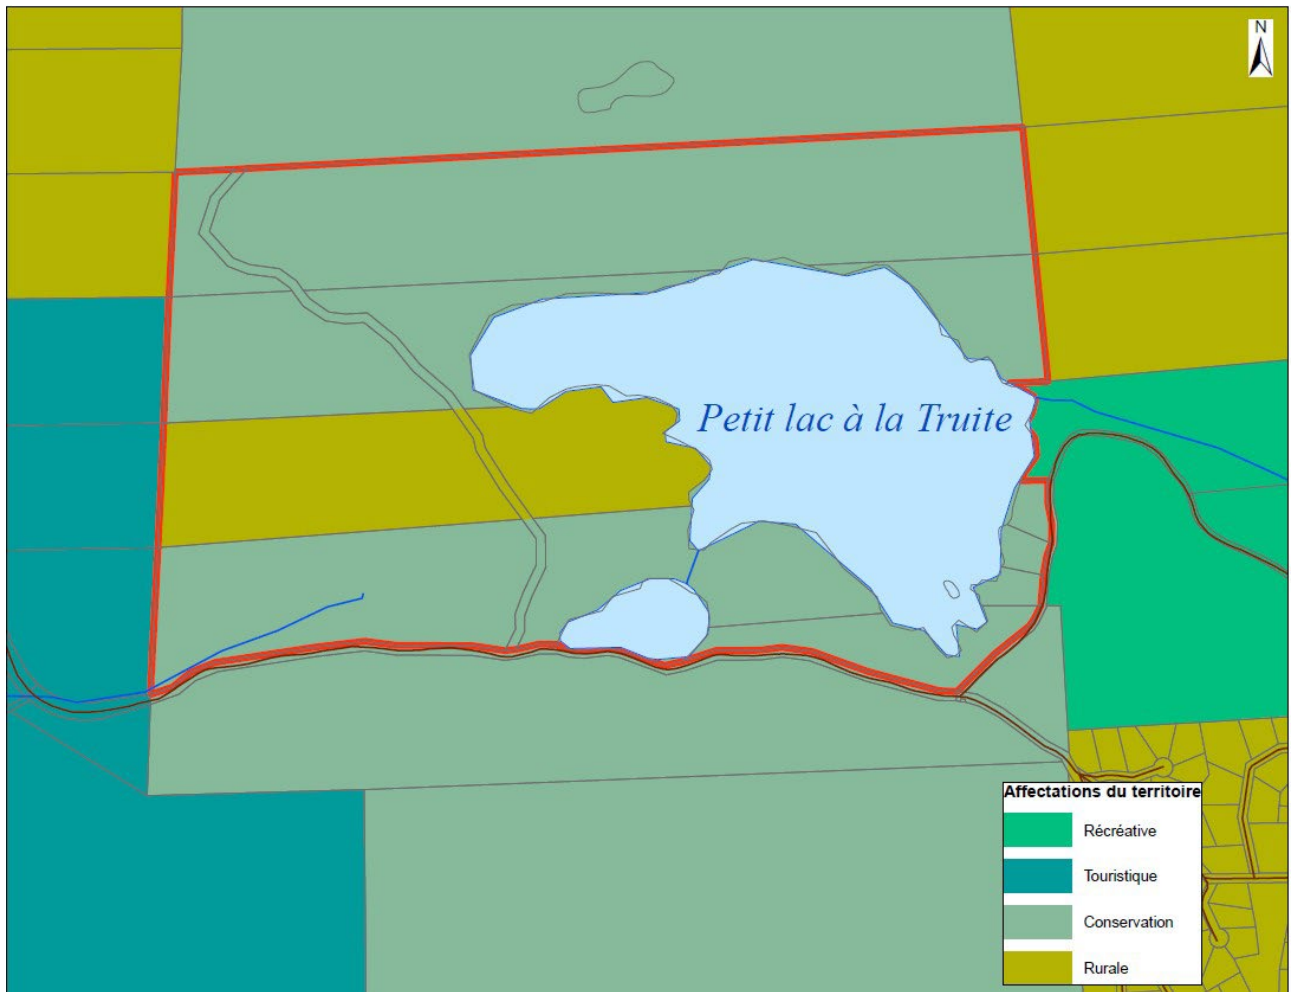 N
Petit lac à la Truite
Affectations du territoire
Récréative
Touristique
Conservation
Rurale